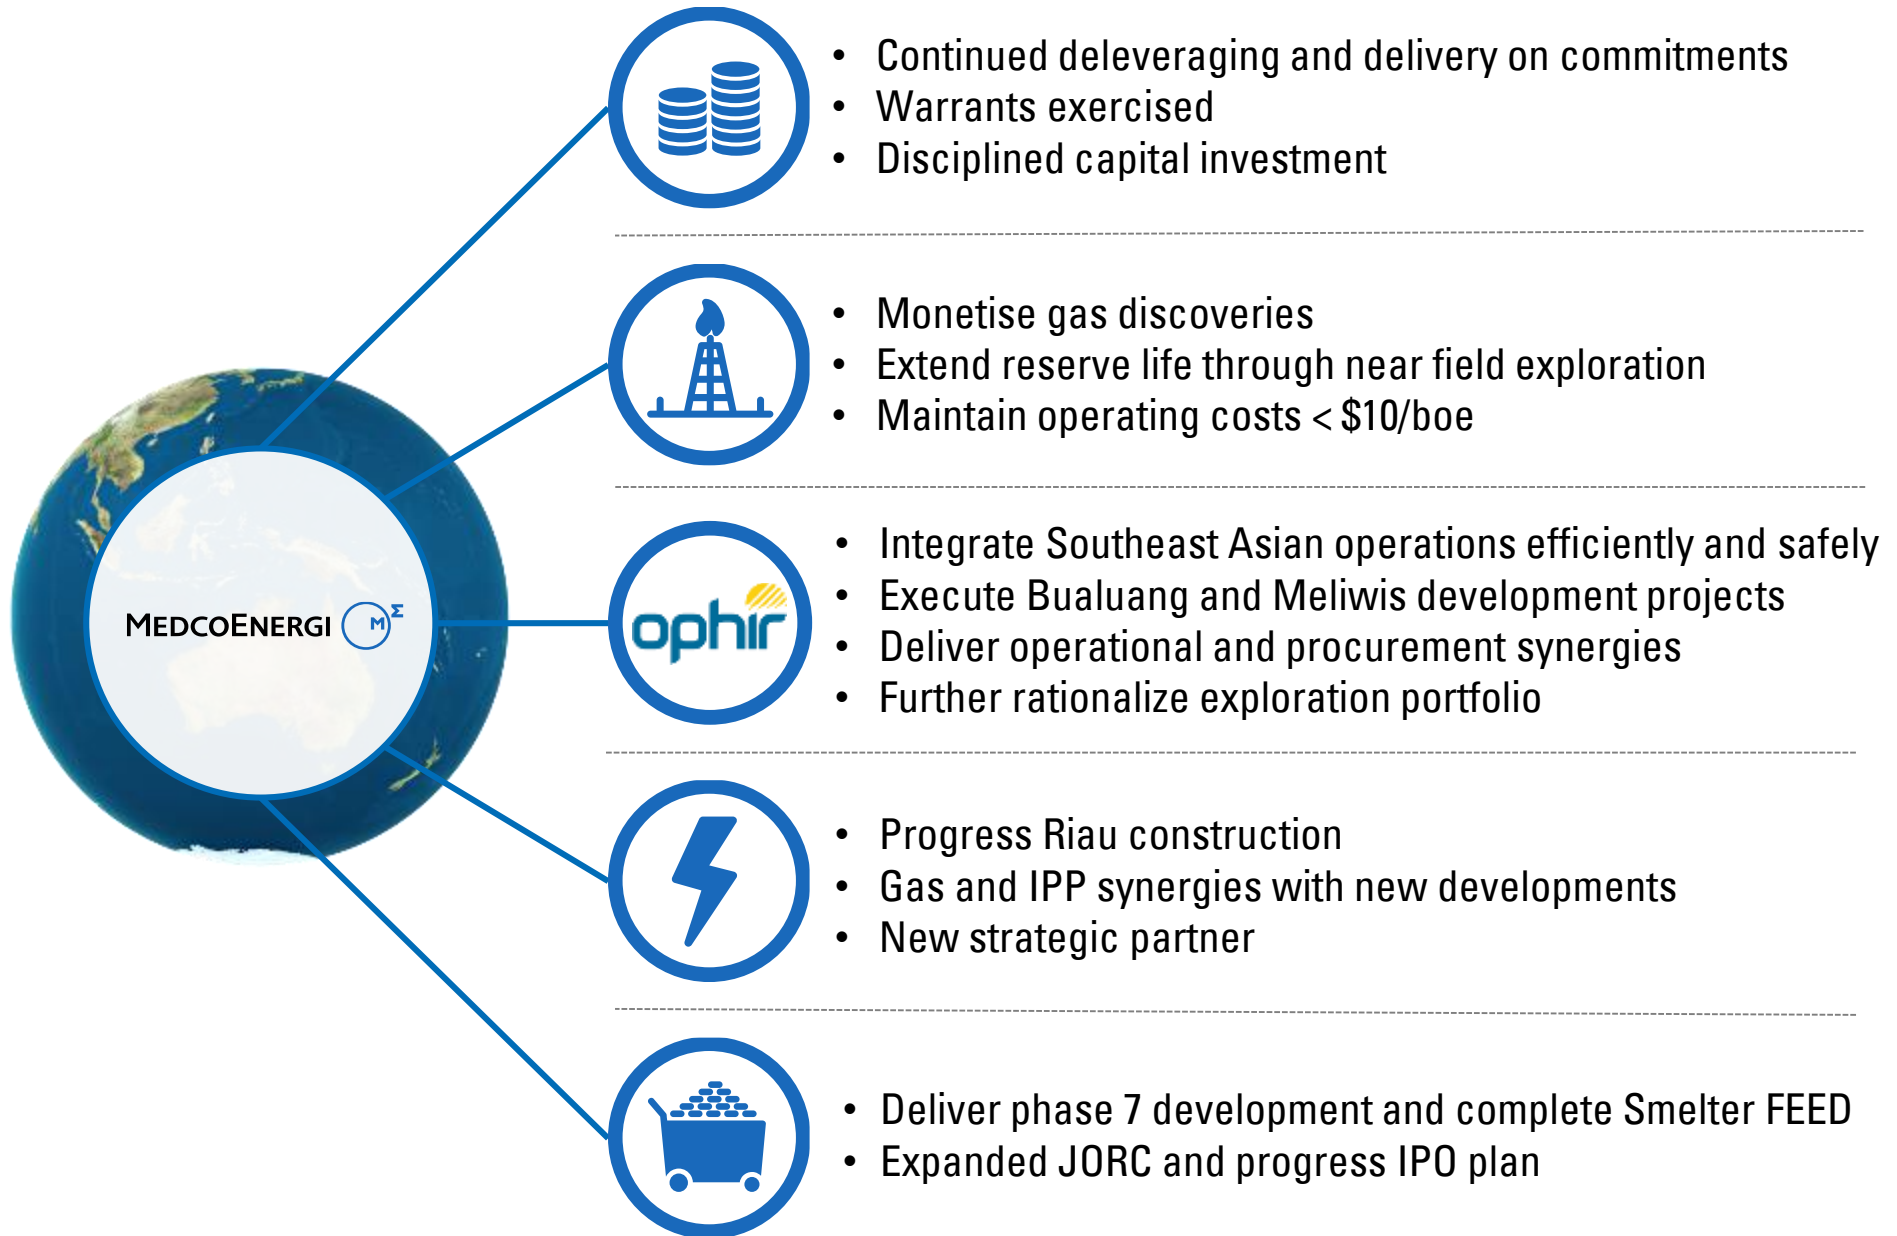 • Continued deleveraging and delivery on commitments
• Warrants exercised
• Disciplined capital investment
• Monetise gas discoveries
• Extend reserve life through near field exploration
• Maintain operating costs < $10/boe
MEDCOENERGI M E
ophir
• Integrate Southeast Asian operations efficiently and safely
• Execute Bualuang and Meliwis development projects
• Deliver operational and procurement synergies
• Further rationalize exploration portfolio
• Progress Riau construction
• Gas and IPP synergies with new developments
• New strategic partner
• Deliver phase 7 development and complete Smelter FEED
• Expanded JORC and progress IPO plan